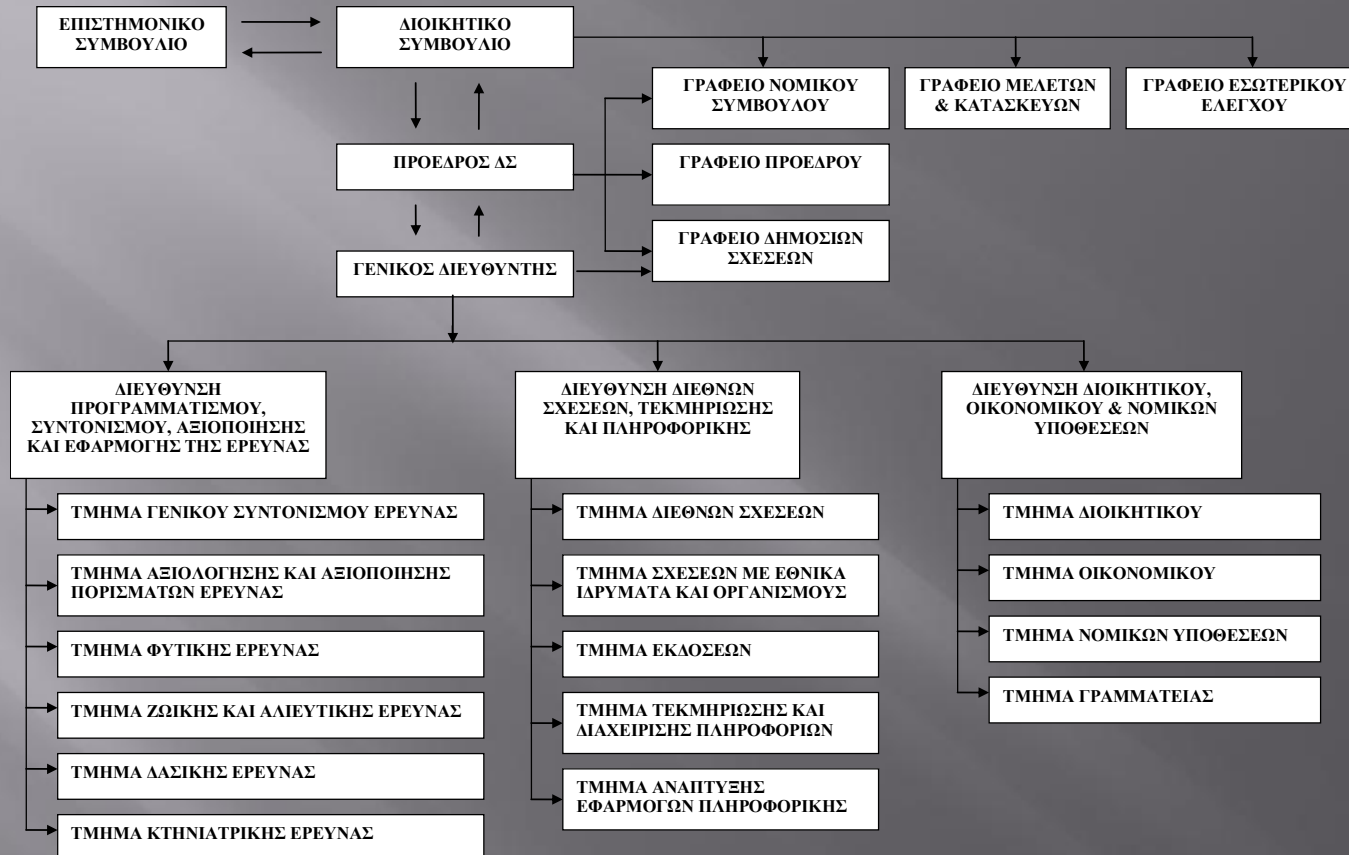 ΕΠΙΣΤΗΜΟΝΙΚΟ
ΣΥΜΒΟΥΛΙΟ
ΔΙΟΙΚΗΤΙΚΟ
ΣΥΜΒΟΥΛΙΟ
ΓΡΑΦΕΙΟ ΝΟΜΙΚΟΥ
ΣΥΜΒΟΥΛΟΥ
ΓΡΑΦΕΙΟ ΜΕΛΕΤΩΝ
& ΚΑΤΑΣΚΕΥΩΝ
ΓΡΑΦΕΙΟ ΕΣΩΤΕΡΙΚΟΥ
ΕΛΕΓΧΟΥ
ΠΡΟΕΔΡΟΣ ΔΣ
ΓΡΑΦΕΙΟ ΠΡΟΕΔΡΟΥ
ΓΡΑΦΕΙΟ ΔΗΜΟΣΙΩΝ
ΣΧΕΣΕΩΝ
ΓΕΝΙΚΟΣ ΔΙΕΥΘΥΝΤΗΣ
ΔΙΕΥΘΥΝΣΗ
ΠΡΟΓΡΑΜΜΑΤΙΣΜΟΥ,
ΣΥΝΤΟΝΙΣΜΟΥ, ΑΞΙΟΠΟΙΗΣΗΣ
ΚΑΙ ΕΦΑΡΜΟΓΗΣ ΤΗΣ ΕΡΕΥΝΑΣ
ΤΜΗΜΑ ΓΕΝΙΚΟΥ ΣΥΝΤΟΝΙΣΜΟΥ ΕΡΕΥΝΑΣ
ΤΜΗΜΑ ΑΞΙΟΛΟΓΗΣΗΣ ΚΑΙ ΑΞΙΟΠΟΙΗΣΗΣ
ΠΟΡΙΣΜΑΤΩΝ ΕΡΕΥΝΑΣ
ΤΜΗΜΑ ΦΥΤΙΚΗΣ ΕΡΕΥΝΑΣ
ΤΜΗΜΑ ΖΩΙΚΗΣ ΚΑΙ ΑΛΙΕΥΤΙΚΗΣ ΕΡΕΥΝΑΣ
ΤΜΗΜΑ ΔΑΣΙΚΗΣ ΕΡΕΥΝΑΣ
ΤΜΗΜΑ ΚΤΗΝΙΑΤΡΙΚΗΣ ΕΡΕΥΝΑΣ
ΔΙΕΥΘΥΝΣΗ ΔΙΕΘΝΩΝ
ΣΧΕΣΕΩΝ, ΤΕΚΜΗΡΙΩΣΗΣ
ΚΑΙ ΠΛΗΡΟΦΟΡΙΚΗΣ
ΤΜΗΜΑ ΔΙΕΘΝΩΝ ΣΧΕΣΕΩΝ
ΤΜΗΜΑ ΣΧΕΣΕΩΝ ΜΕ ΕΘΝΙΚΑ
ΙΔΡΥΜΑΤΑ ΚΑΙ ΟΡΓΑΝΙΣΜΟΥΣ
ΤΜΗΜΑ ΕΚΔΟΣΕΩΝ
ΤΜΗΜΑ ΤΕΚΜΗΡΙΩΣΗΣ ΚΑΙ
ΔΙΑΧΕΙΡΙΣΗΣ ΠΛΗΡΟΦΟΡΙΩΝ
ΤΜΗΜΑ ΑΝΑΠΤΥΞΗΣ
ΕΦΑΡΜΟΓΩΝ ΠΛΗΡΟΦΟΡΙΚΗΣ
ΔΙΕΥΘΥΝΣΗ ΔΙΟΙΚΗΤΙΚΟΥ,
ΟΙΚΟΝΟΜΙΚΟΥ & ΝΟΜΙΚΩΝ
ΥΠΟΘΕΣΕΩΝ
ΤΜΗΜΑ ΔΙΟΙΚΗΤΙΚΟΥ
ΤΜΗΜΑ ΟΙΚΟΝΟΜΙΚΟΥ
ΤΜΗΜΑ ΝΟΜΙΚΩΝ ΥΠΟΘΕΣΕΩΝ
ΤΜΗΜΑ ΓΡΑΜΜΑΤΕΙΑΣ